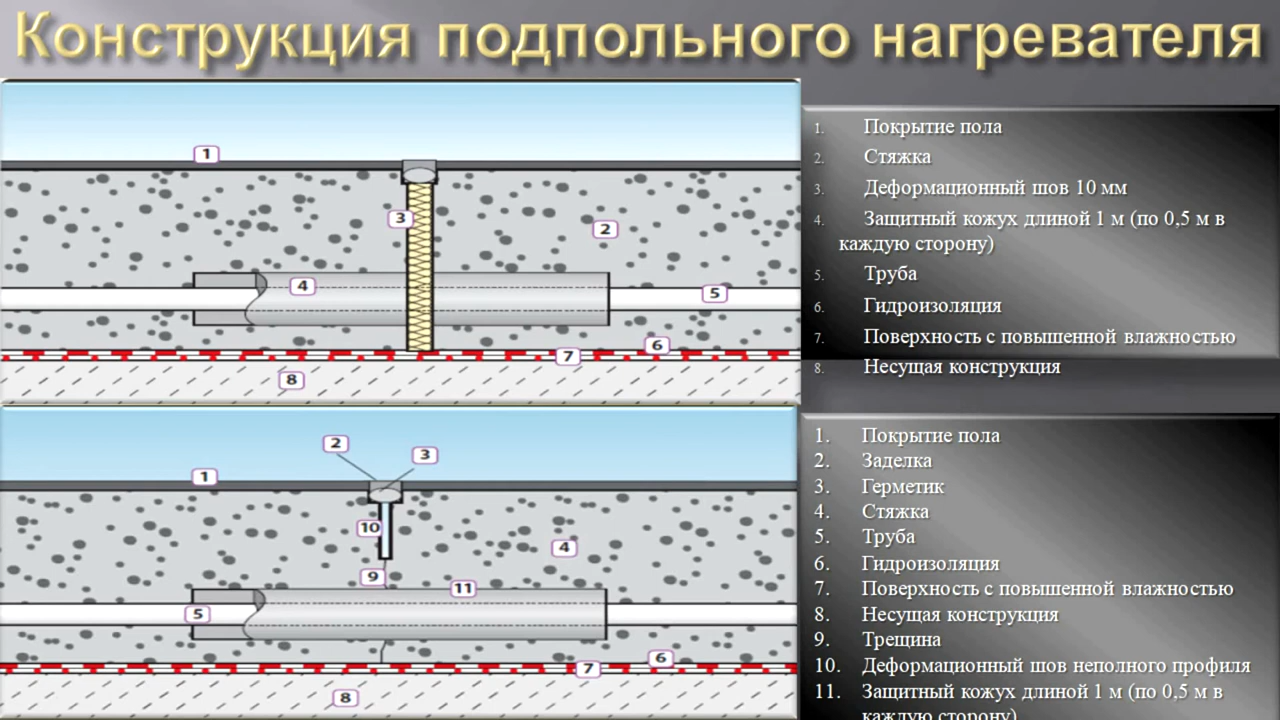 Конструкция подпольного нагревателя
1
3
2
4
5
6
7
8
1. Покрытие пола
2. Стяжка
3. Деформационный шов 10 мм
4. Защитный кожух длиной 1 м (по 0,5 м в
каждую сторону)
5. Труба
6. Гидроизоляция
7. Поверхность с повышенной влажностью
8. Несущая конструкция
2
3
1
10
4
9
11
5
6
7
8
1. Покрытие пола
2. Заделка
3. Герметик
4. Стяжка
5. Труба
6. Гидроизоляция
7. Поверхность с повышенной влажностью
8. Несущая конструкция
9. Трещина
10. Деформационный шов неполного профиля
11. Защитный кожух длиной 1 м (по 0,5 м в
каждую сторону)